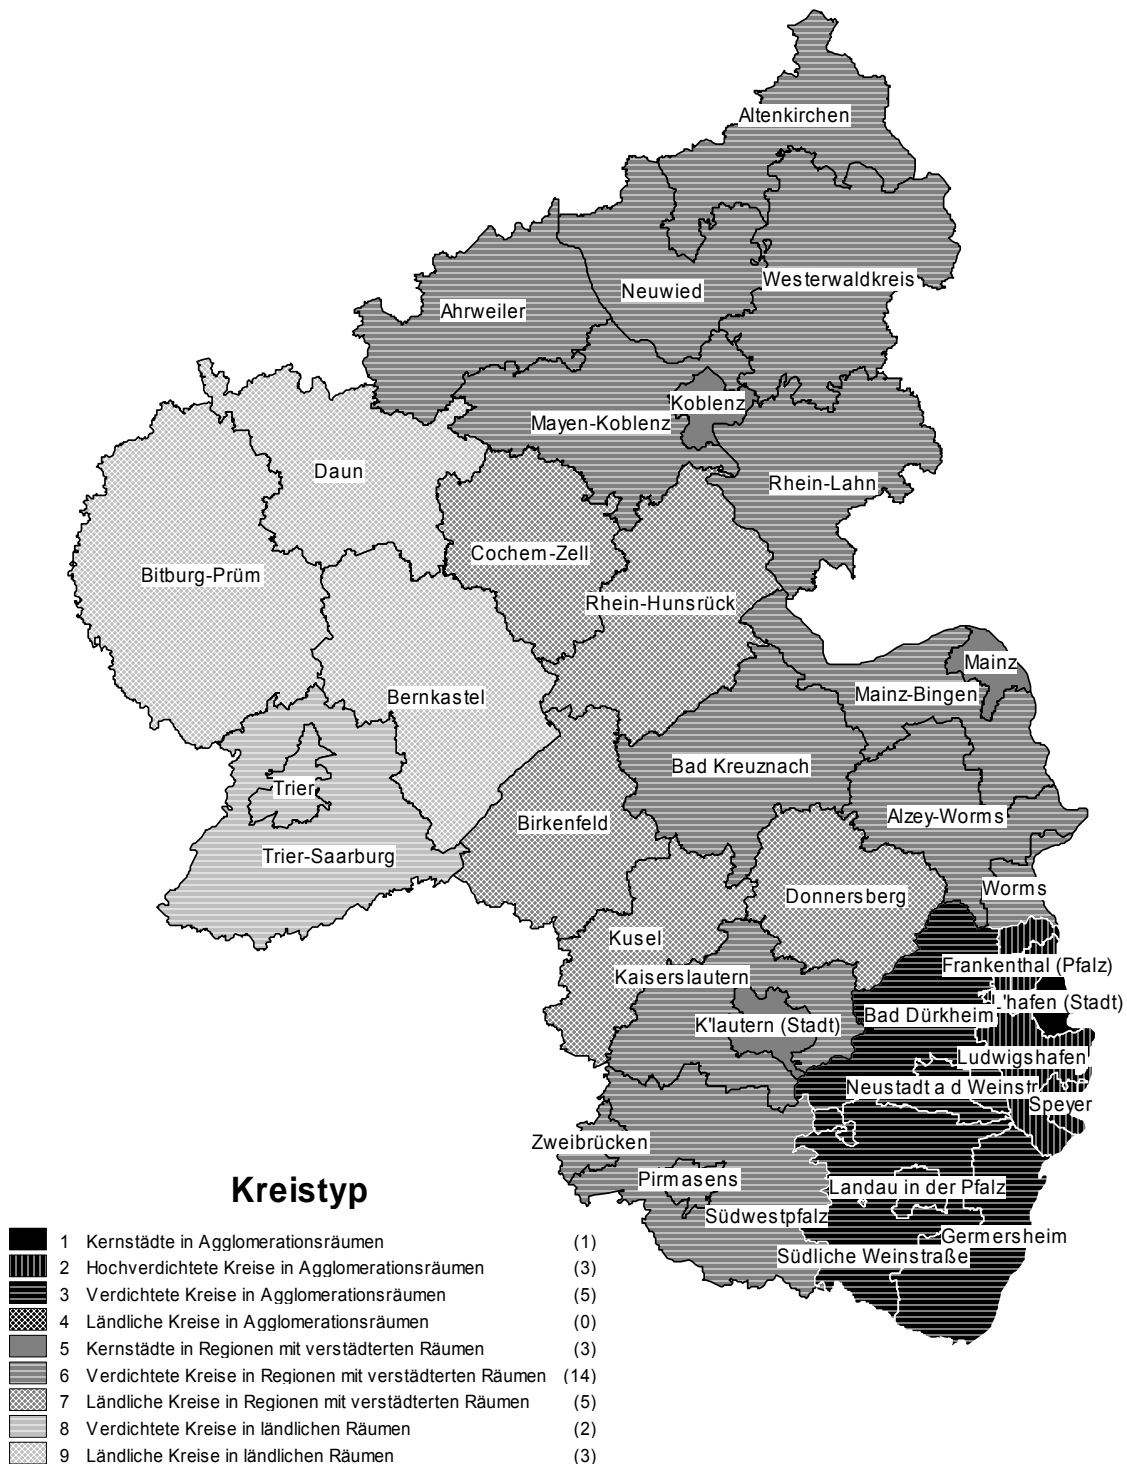 Altenkirchen
Westerwaldkreis
Neuwied
Ahrweiler
Koblenz
Mayen-Koblenz
Daun
Rhein-Lahn
Cochem-Zell
Bitburg-Prüm
Rhein-Hunsrück
Mainz
Mainz-Bingen
Bernkastel
Bad Kreuznach
Trier
Alzey-Worms
Birkenfeld
Trier-Saarburg
Worms
Donnersberg
Kusel
Frankenthal (Pfalz)
Kaiserslautern
L'hafen (Stadt)
Bad Dürkheim
K'lautern (Stadt)
Ludwigshafen
Neustadt a d Weinstr
Speyer
Zweibrücken
Pirmasens
Landau in der Pfalz
Südwestpfalz
Germersheim
Südliche Weinstraße
Kreistyp
1 Kernstädte in Agglomerationsräumen (1)
2 Hochverdichtete Kreise in Agglomerationsräumen (3)
3 Verdichtete Kreise in Agglomerationsräumen (5)
4 Ländliche Kreise in Agglomerationsräumen (0)
5 Kernstädte in Regionen mit verstädterten Räumen (3)
6 Verdichtete Kreise in Regionen mit verstädterten Räumen (14)
7 Ländliche Kreise in Regionen mit verstädterten Räumen (5)
8 Verdichtete Kreise in ländlichen Räumen (2)
9 Ländliche Kreise in ländlichen Räumen (3)